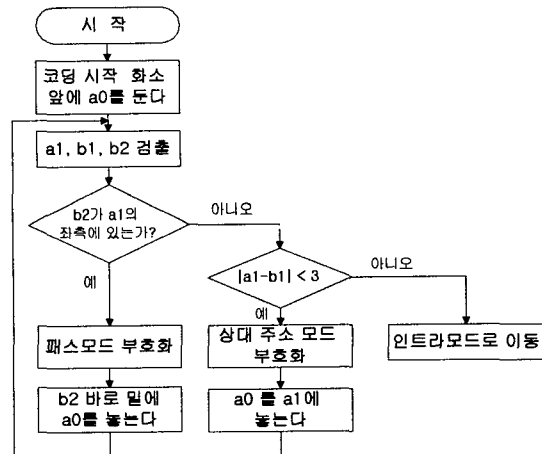 시 작
코딩 시작 화소
앞에 a0를 둔다
a1, b1, b2 검출
b2가 a1의
좌측에 있는가?
아니오
예
|a1-b1| < 3
아니오
예
패스모드 부호화
상대 주소 모드
부호화
인트라모드로 이동
b2 바로 밑에
a0를 놓는다
a0 를 a1에
놓는다